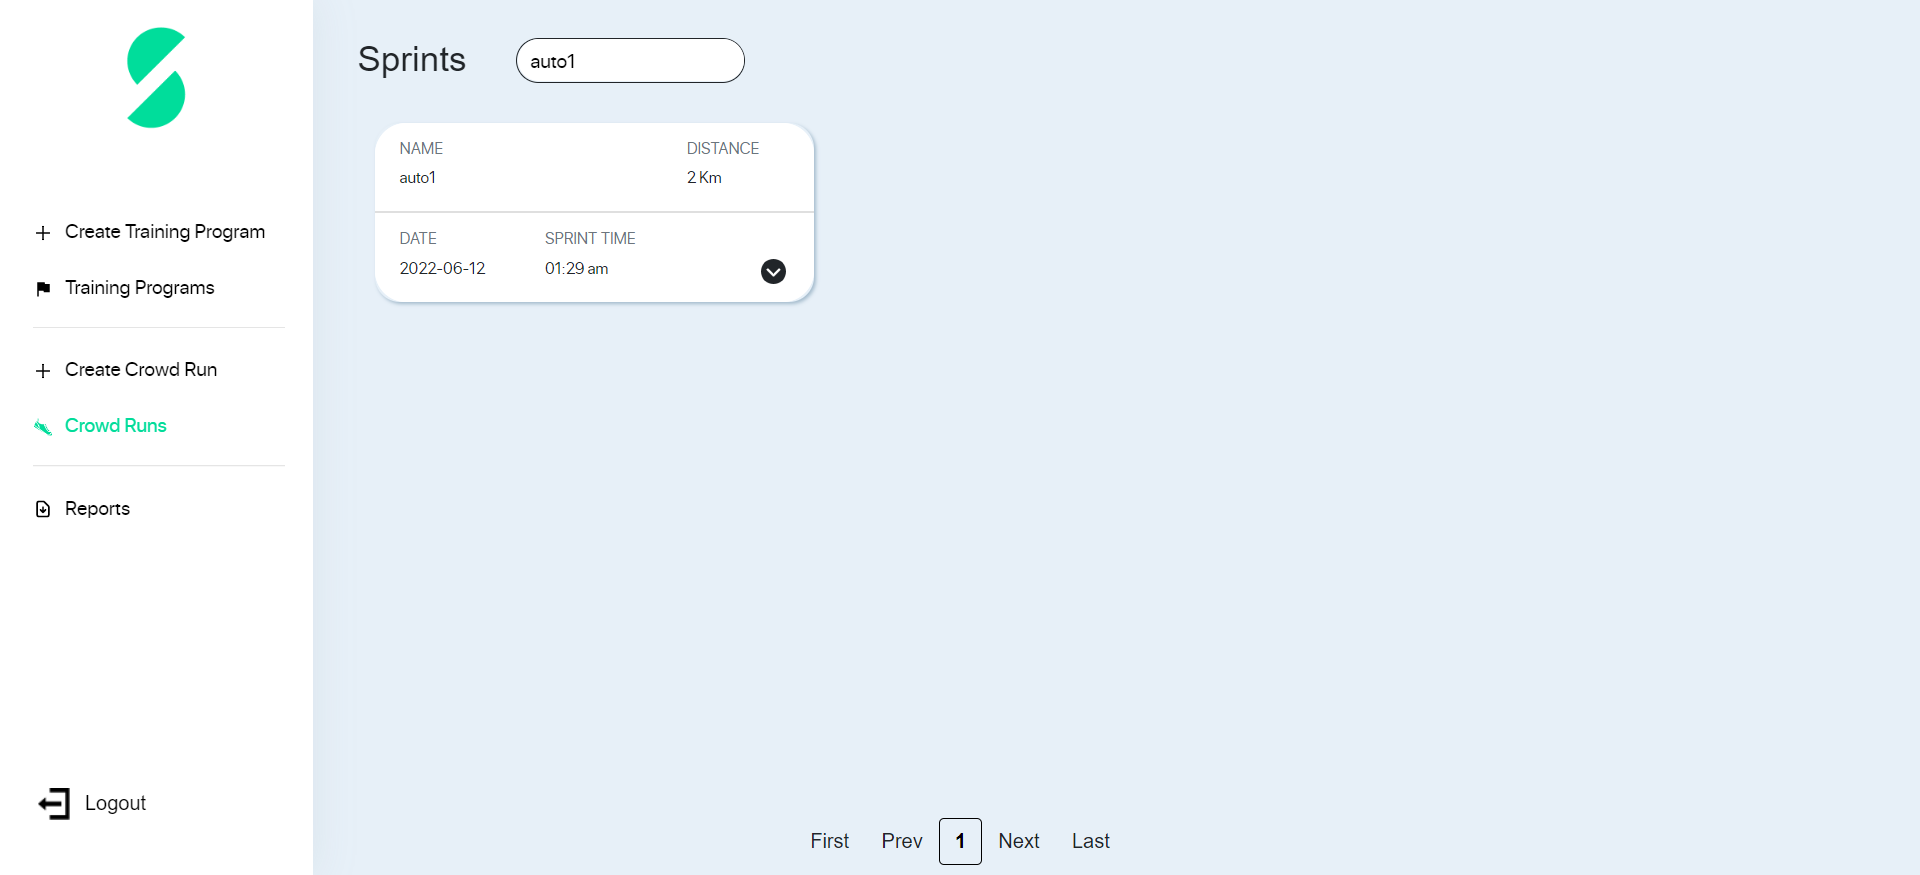 Sprints
auto1
NAME
DISTANCE
auto1
2 Km
DATE
SPRINT TIME
2022-06-12
01:29 am
Create Training Program
Training Programs
Create Crowd Run
Crowd Runs
Reports
Logout
First Prev 1 Next Last